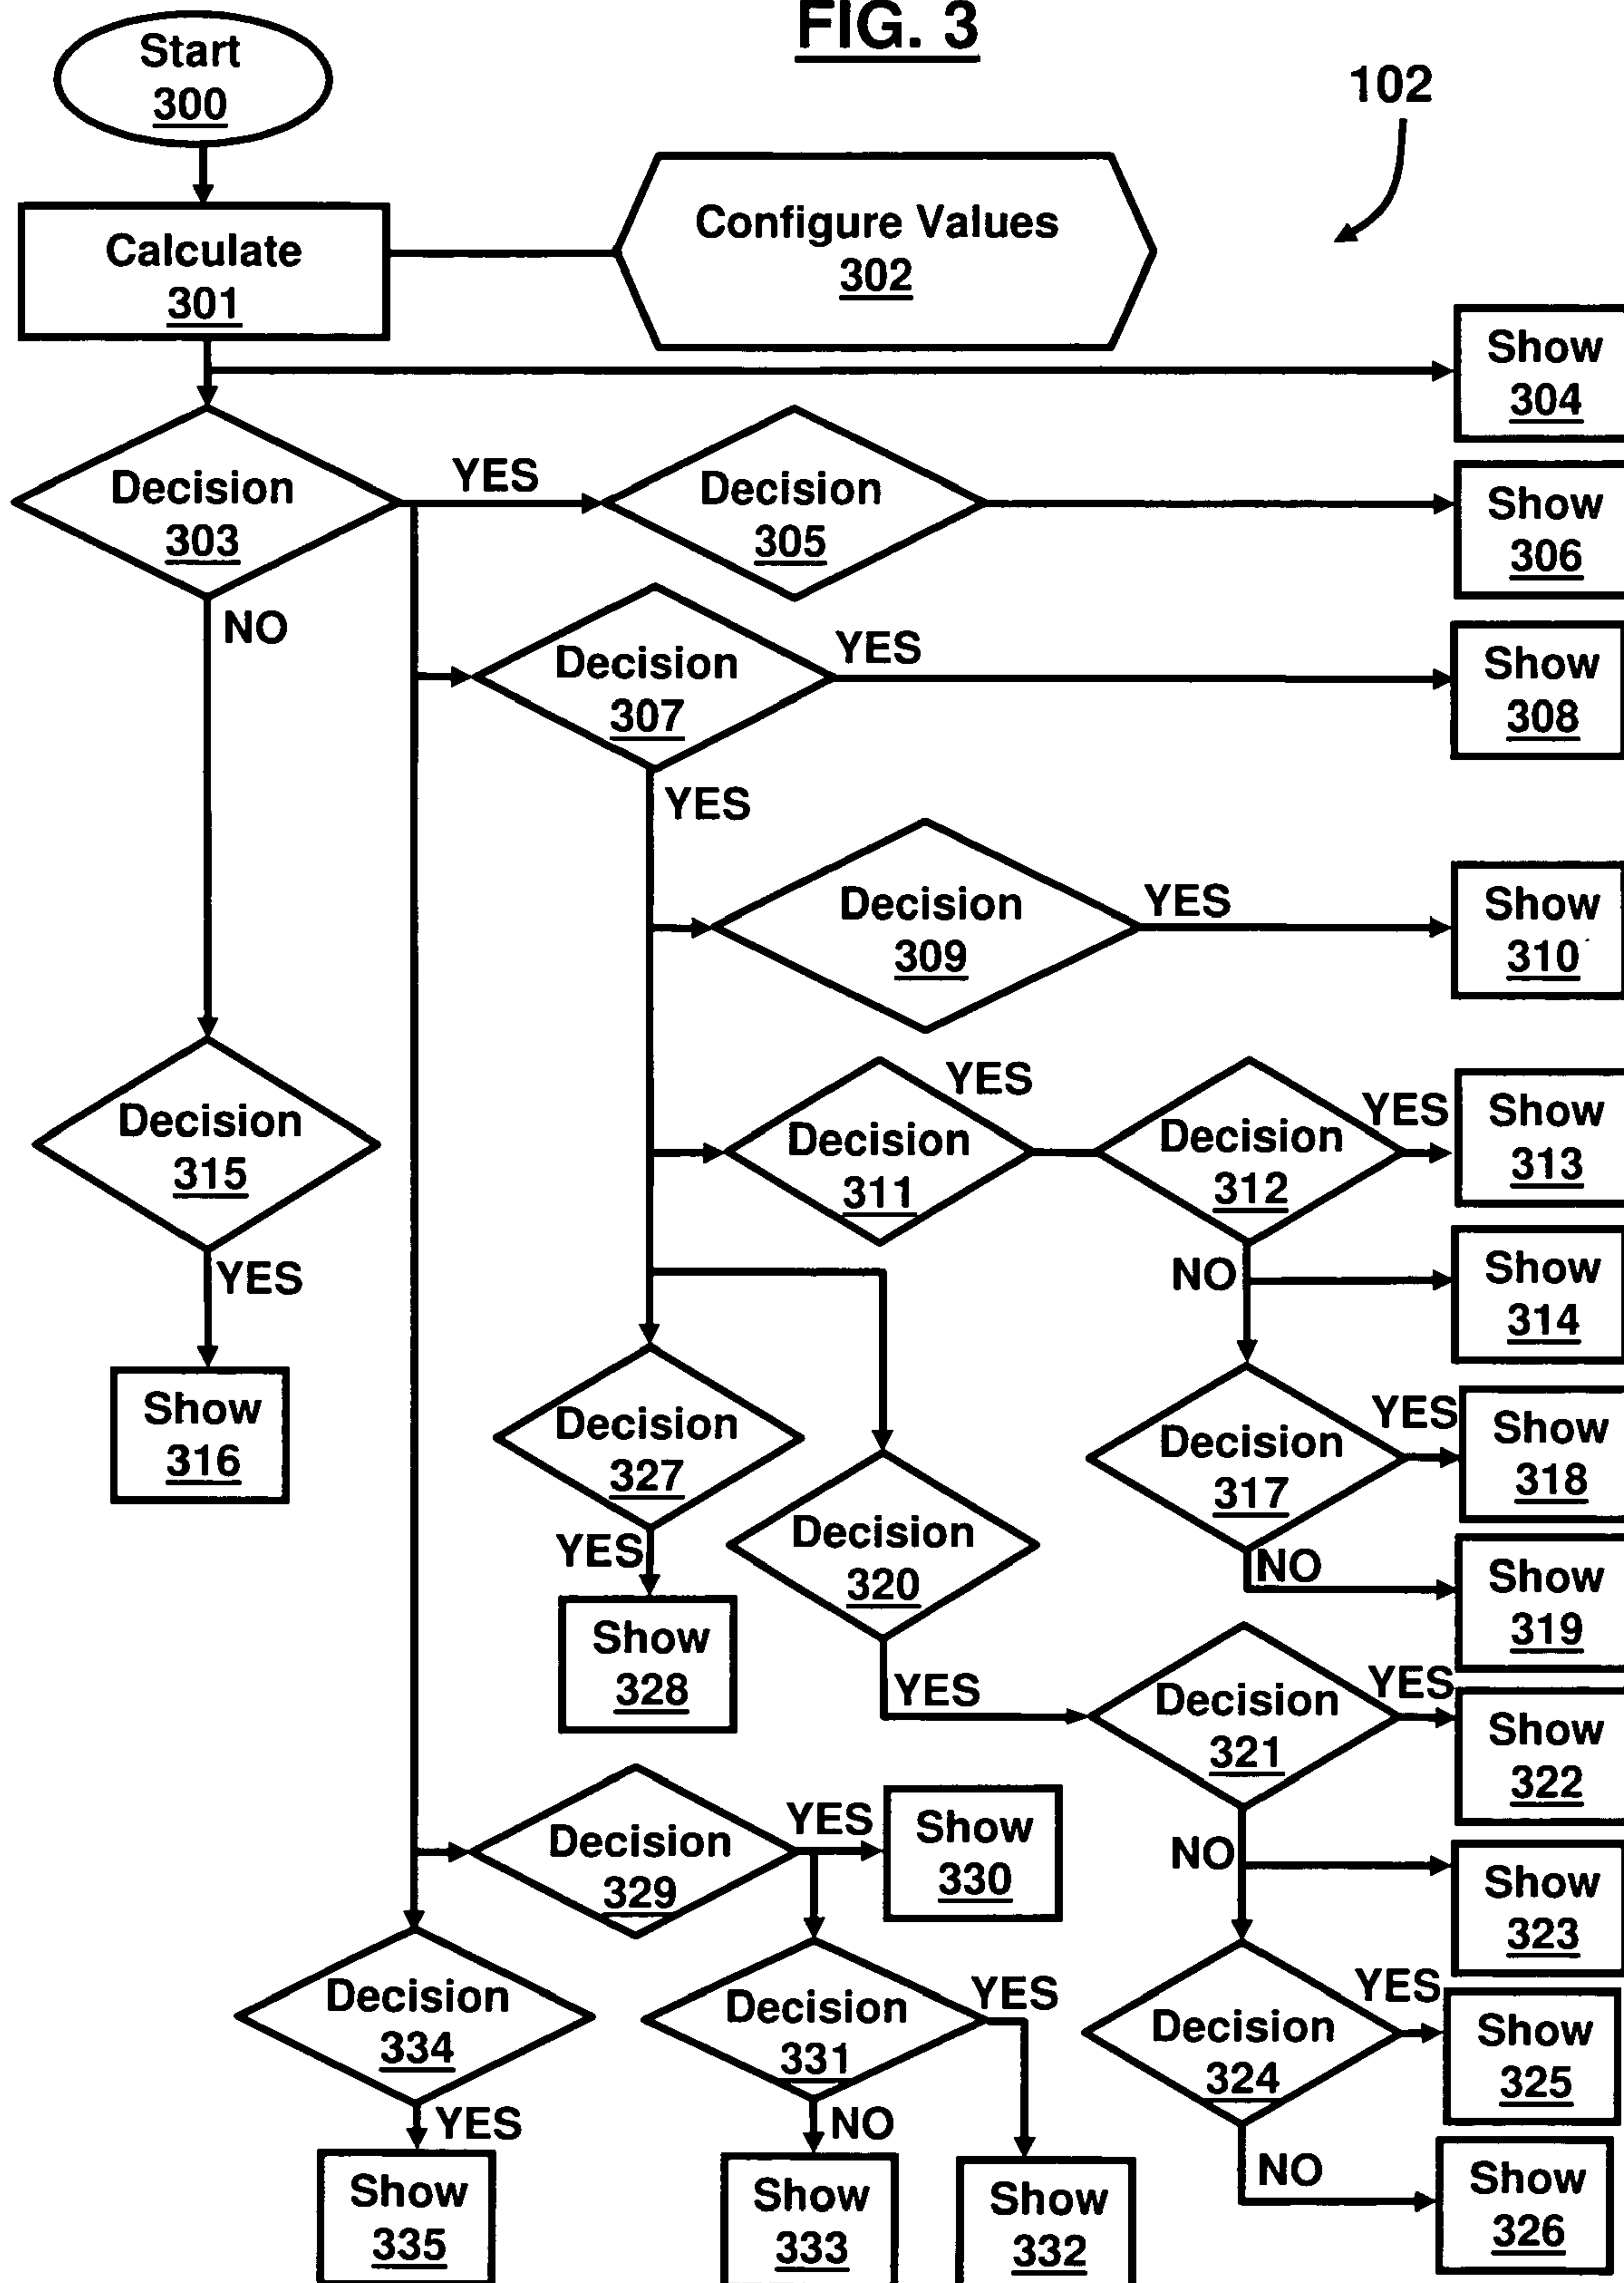 FIG. 3
Start
300
102
Calculate
301
Configure Values
302
Show
304
Decision
303
YES
Decision
305
Show
306
NO
Decision
307
YES
Show
308
YES
Decision
309
YES
Show
310
Decision
315
YES
Decision
311
YES
Decision
312
YES
Show
313
NO
Show
314
Show
316
Decision
327
YES
Show
328
Decision
320
YES
Decision
317
YES
Show
318
NO
Show
319
Decision
321
YES
Show
322
NO
Show
323
Decision
329
YES
Show
330
Decision
334
YES
Show
335
Decision
331
YES
NO
Show
333
Show
332
Decision
324
YES
Show
325
NO
Show
326